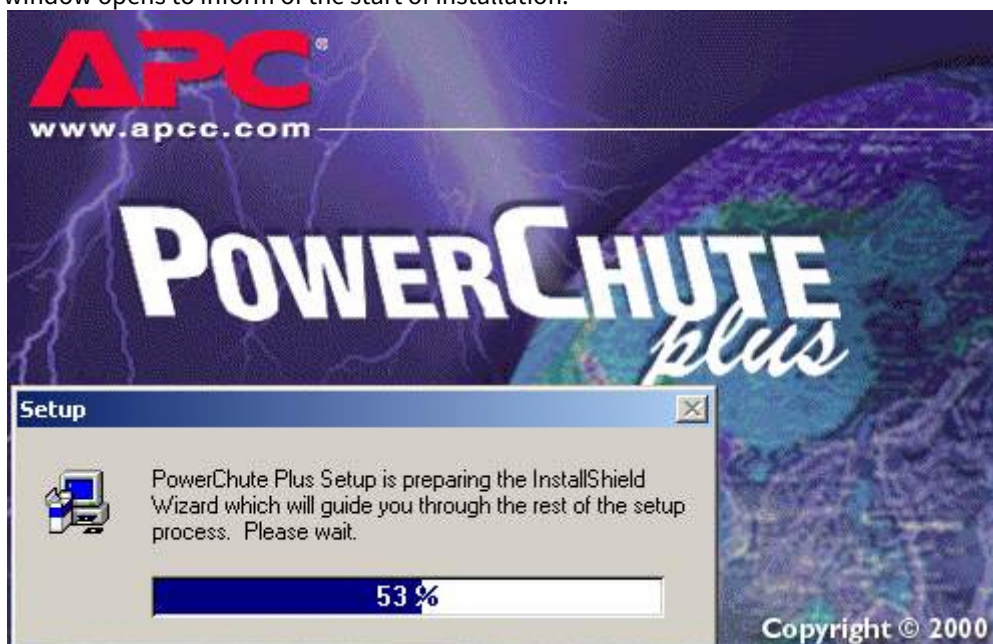 window opens to inform of the start of installation.
APC®
www.apcc.com
POWERCHUTE
plus
Setup
PowerChute Plus Setup is preparing the InstallShield
Wizard which will guide you through the rest of the setup
process. Please wait.
53 %
Copyright © 2000